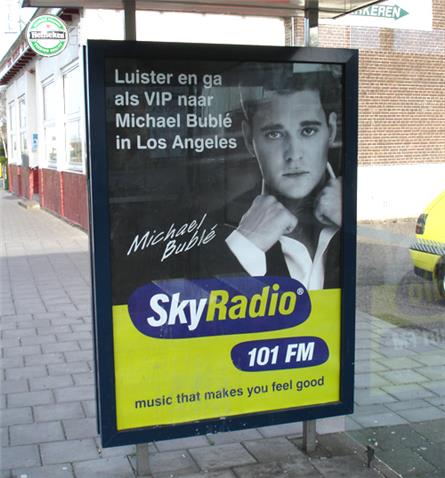 Heineken
KEREN
Luister en ga
als VIP naar
Michael Bublé
in Los Angeles
Michael
Bublé
SkyRadio®
101 FM
music that makes you feel good